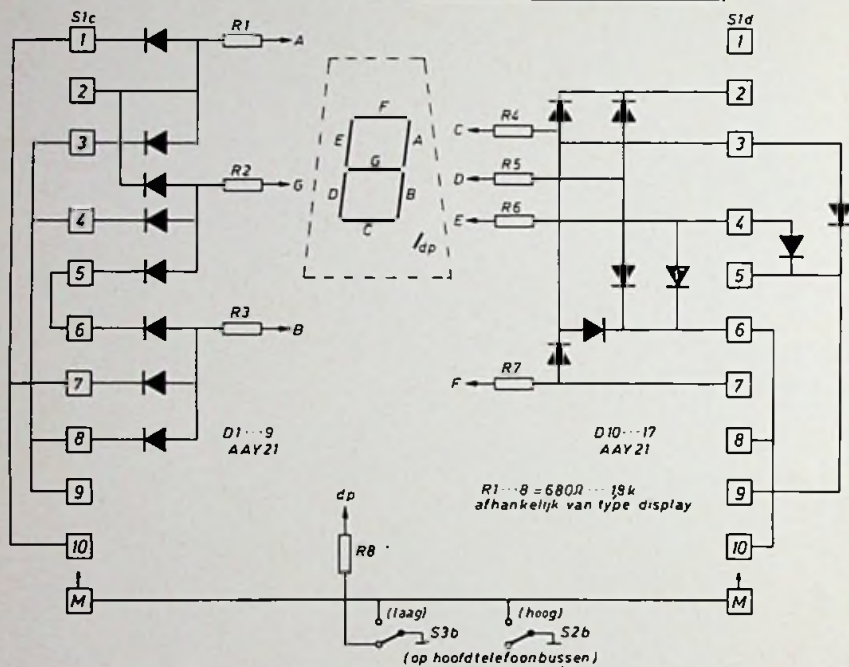 S1c
S1d
1
R1
A
1
2
2
F
E
A
C
R4
3
3
R2
G
G
D
R5
D
B
E
R6
4
4
C
dp
5
5
R3
B
6
6
F
R7
7
7
D1···9
AAY21
D10···17
AAY21
8
8
R1···8 = 680Ω ··· 1,8 k
afhankelijk van type display
9
9
dp
10
10
R8
M
M
(laag)
(hoog)
S3b
S2b
(op hoofdtelefoonbussen)